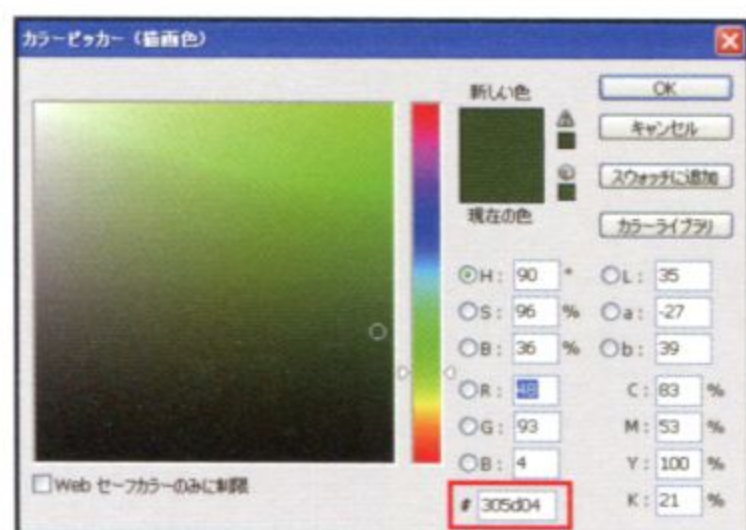 カラーピッカー（描画色）
新しい色
現在の色
OK
キャンセル
スウォッチに追加
カラーライブラリ
H: 90 °
S: 96 %
B: 36 %
R: 48
G: 93
B: 4
# 305d04
L: 35
a: -27
b: 39
C: 83 %
M: 53 %
Y: 100 %
K: 21 %
Web セーフカラーのみに制限